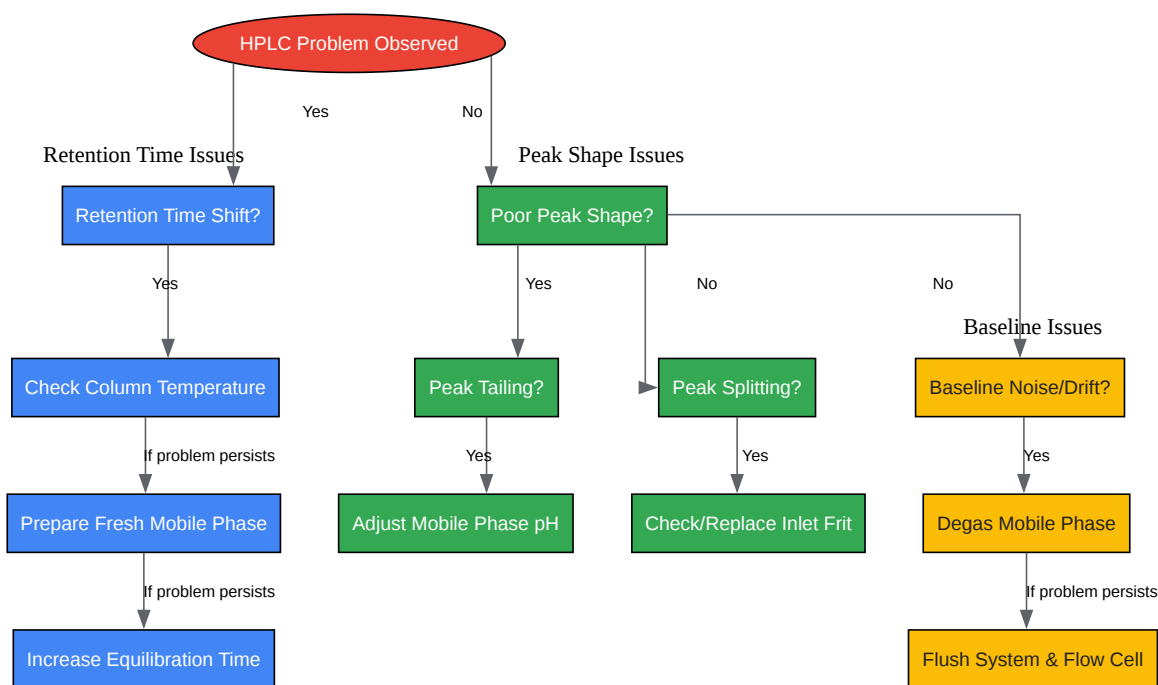 HPLC Problem Observed
Yes
No
Retention Time Issues
Peak Shape Issues
Retention Time Shift?
Poor Peak Shape?
Yes
Yes
No
No
Baseline Issues
Check Column Temperature
Peak Tailing?
Peak Splitting?
Baseline Noise/Drift?
If problem persists
Yes
Yes
Yes
Prepare Fresh Mobile Phase
Adjust Mobile Phase pH
Check/Replace Inlet Frit
Degas Mobile Phase
If problem persists
If problem persists
Increase Equilibration Time
Flush System & Flow Cell